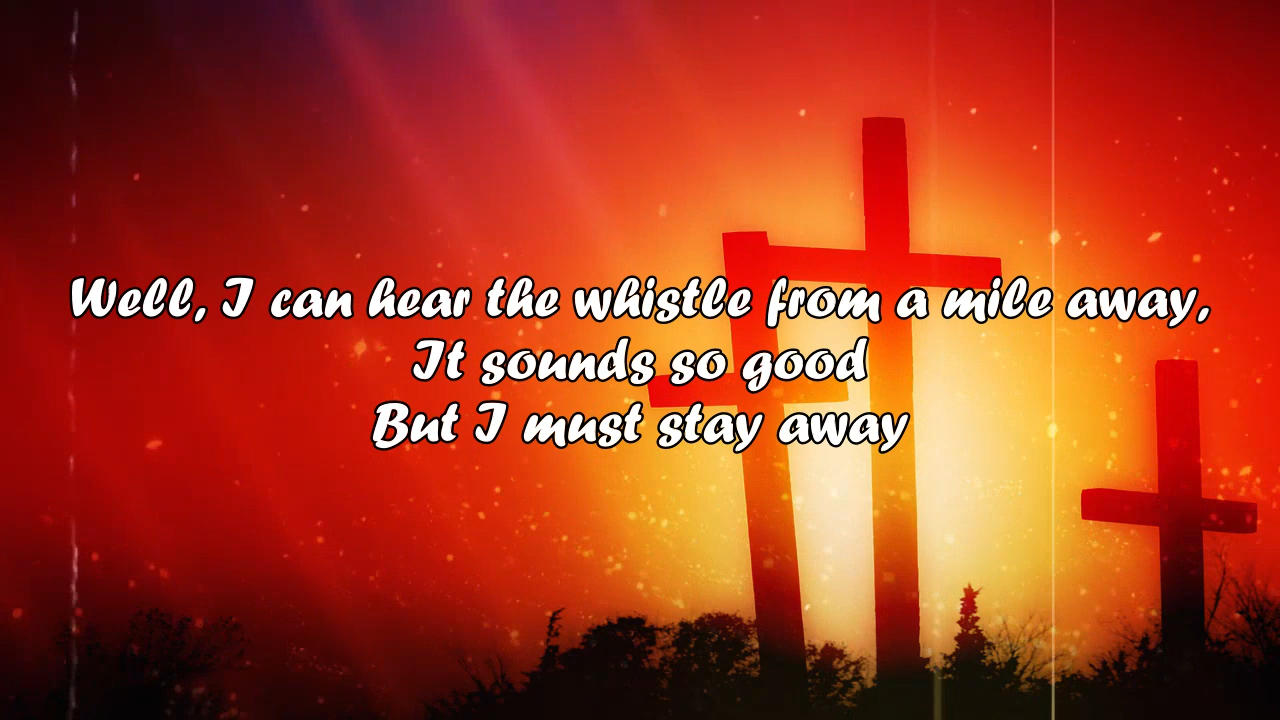 Well, I can hear the whistle from a mile away,
It sounds so good
But I must stay away